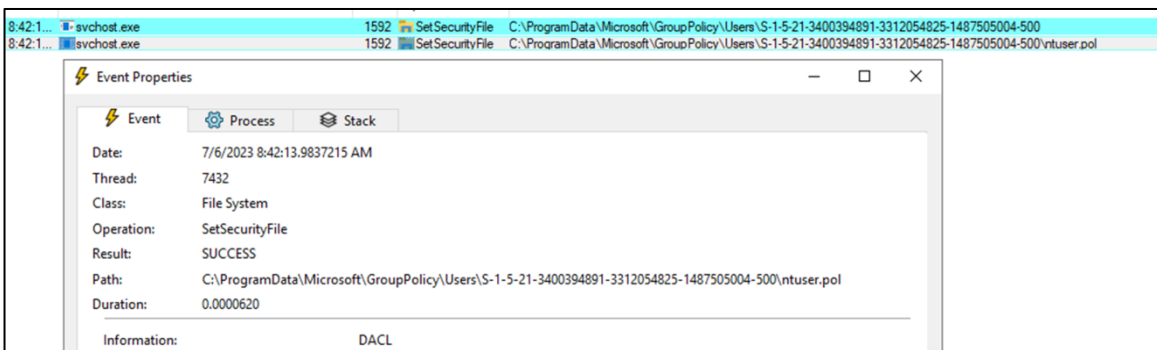 8:42:1... svchost.exe 1592 SetSecurityFile C:\ProgramData\Microsoft\GroupPolicy\Users\S-1-5-21-3400394891-3312054825-1487505004-500
8:42:1... svchost.exe 1592 SetSecurityFile C:\ProgramData\Microsoft\GroupPolicy\Users\S-1-5-21-3400394891-3312054825-1487505004-500\ntuser.pol
Event Properties
Event Process Stack
Date: 7/6/2023 8:42:13.9837215 AM
Thread: 7432
Class: File System
Operation: SetSecurityFile
Result: SUCCESS
Path: C:\ProgramData\Microsoft\GroupPolicy\Users\S-1-5-21-3400394891-3312054825-1487505004-500\ntuser.pol
Duration: 0.0000620
Information: DACL